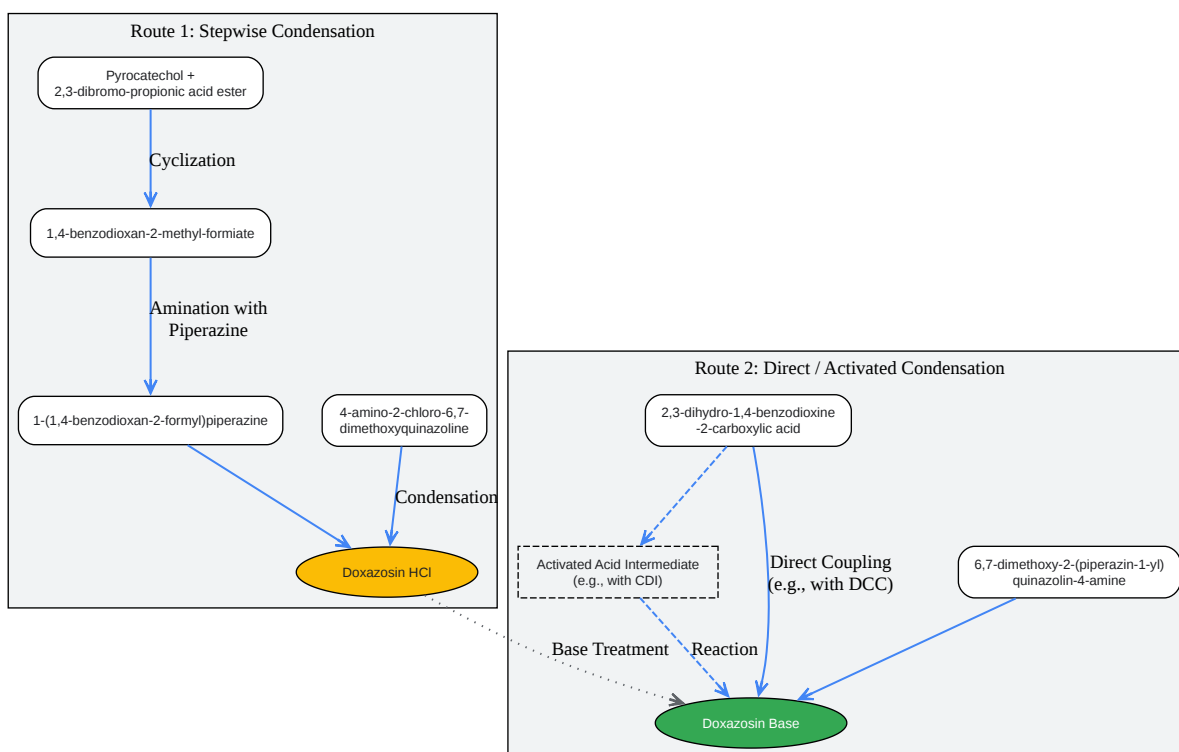 Route 1: Stepwise Condensation
Pyrocatechol +
2,3-dibromo-propionic acid ester
Cyclization
1,4-benzodioxan-2-methyl-formiate
Amination with
Piperazine
1-(1,4-benzodioxan-2-formyl)piperazine
4-amino-2-chloro-6,7-
dimethoxyquinazoline
Condensation
Doxazosin HCl
Route 2: Direct / Activated Condensation
2,3-dihydro-1,4-benzodioxine
-2-carboxylic acid
Activated Acid Intermediate
(e.g., with CDI)
Direct Coupling
(e.g., with DCC)
6,7-dimethoxy-2-(piperazin-1-yl)
quinazolin-4-amine
Base Treatment
Reaction
Doxazosin Base